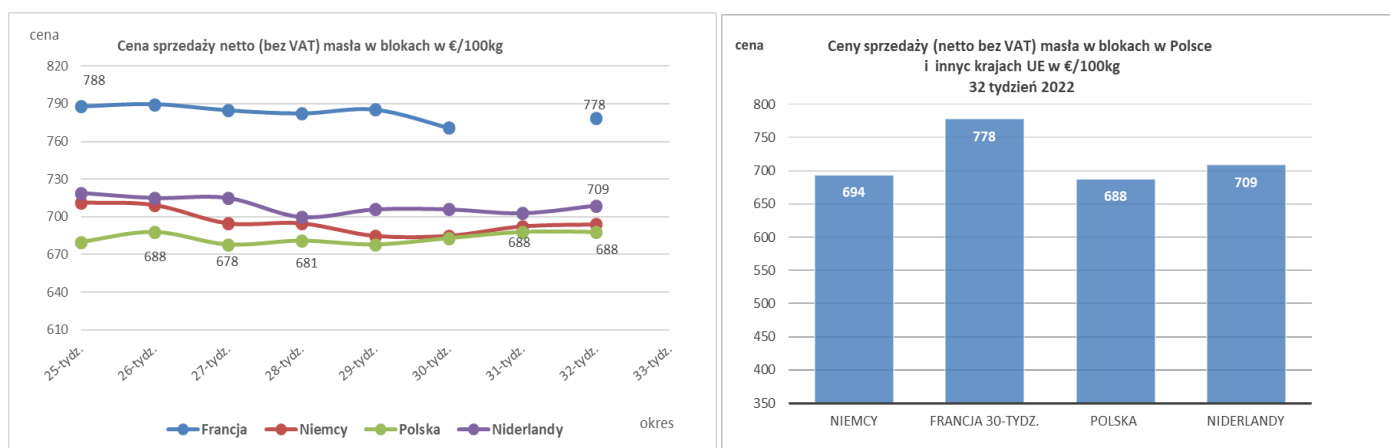 cena
Cena sprzedaży netto (bez VAT) masła w blokach w €/100kg
820
790
760
730
700
670
640
610
788
778
709
688
678
681
688
688
25-tydz.
26-tydz.
27-tydz.
28-tydz.
29-tydz.
30-tydz.
31-tydz.
32-tydz.
33-tydz.
okres
Francja Niemcy Polska Niderlandy
cena
Ceny sprzedaży (netto bez VAT) masła w blokach w Polsce
i innyc krajach UE w €/100kg
32 tydzień 2022
800
750
700
650
600
550
500
450
400
350
694
778
688
709
NIEMCY FRANCJA 30-TYDZ. POLSKA NIDERLANDY